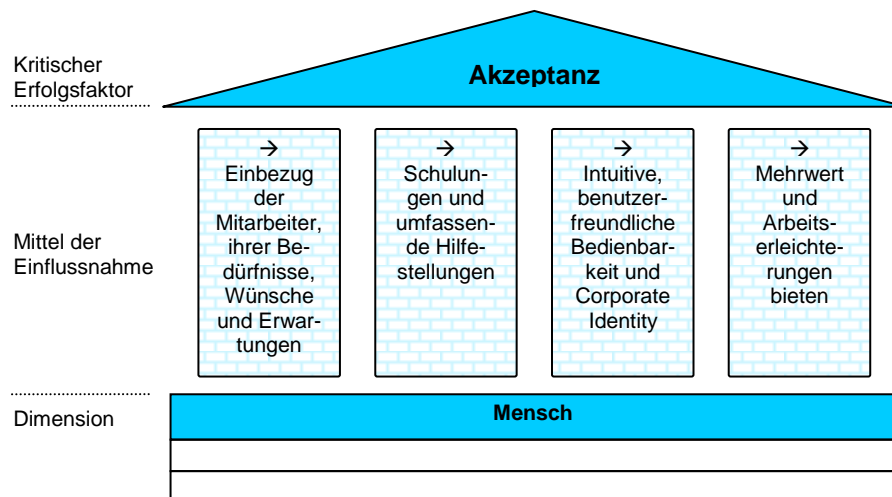 Kritischer
Erfolgsfaktor
Akzeptanz
Mittel der
Einflussnahme
→
Einbezug
der
Mitarbeiter,
ihrer Be-
dürfnisse,
Wünsche
und Erwar-
tungen
→
Schulun-
gen und
umfassen-
de Hilfe-
stellungen
→
Intuitive,
benutzer-
freundliche
Bedienbar-
keit und
Corporate
Identity
→
Mehrwert
und
Arbeits-
erleichte-
rungen
bieten
Dimension
Mensch